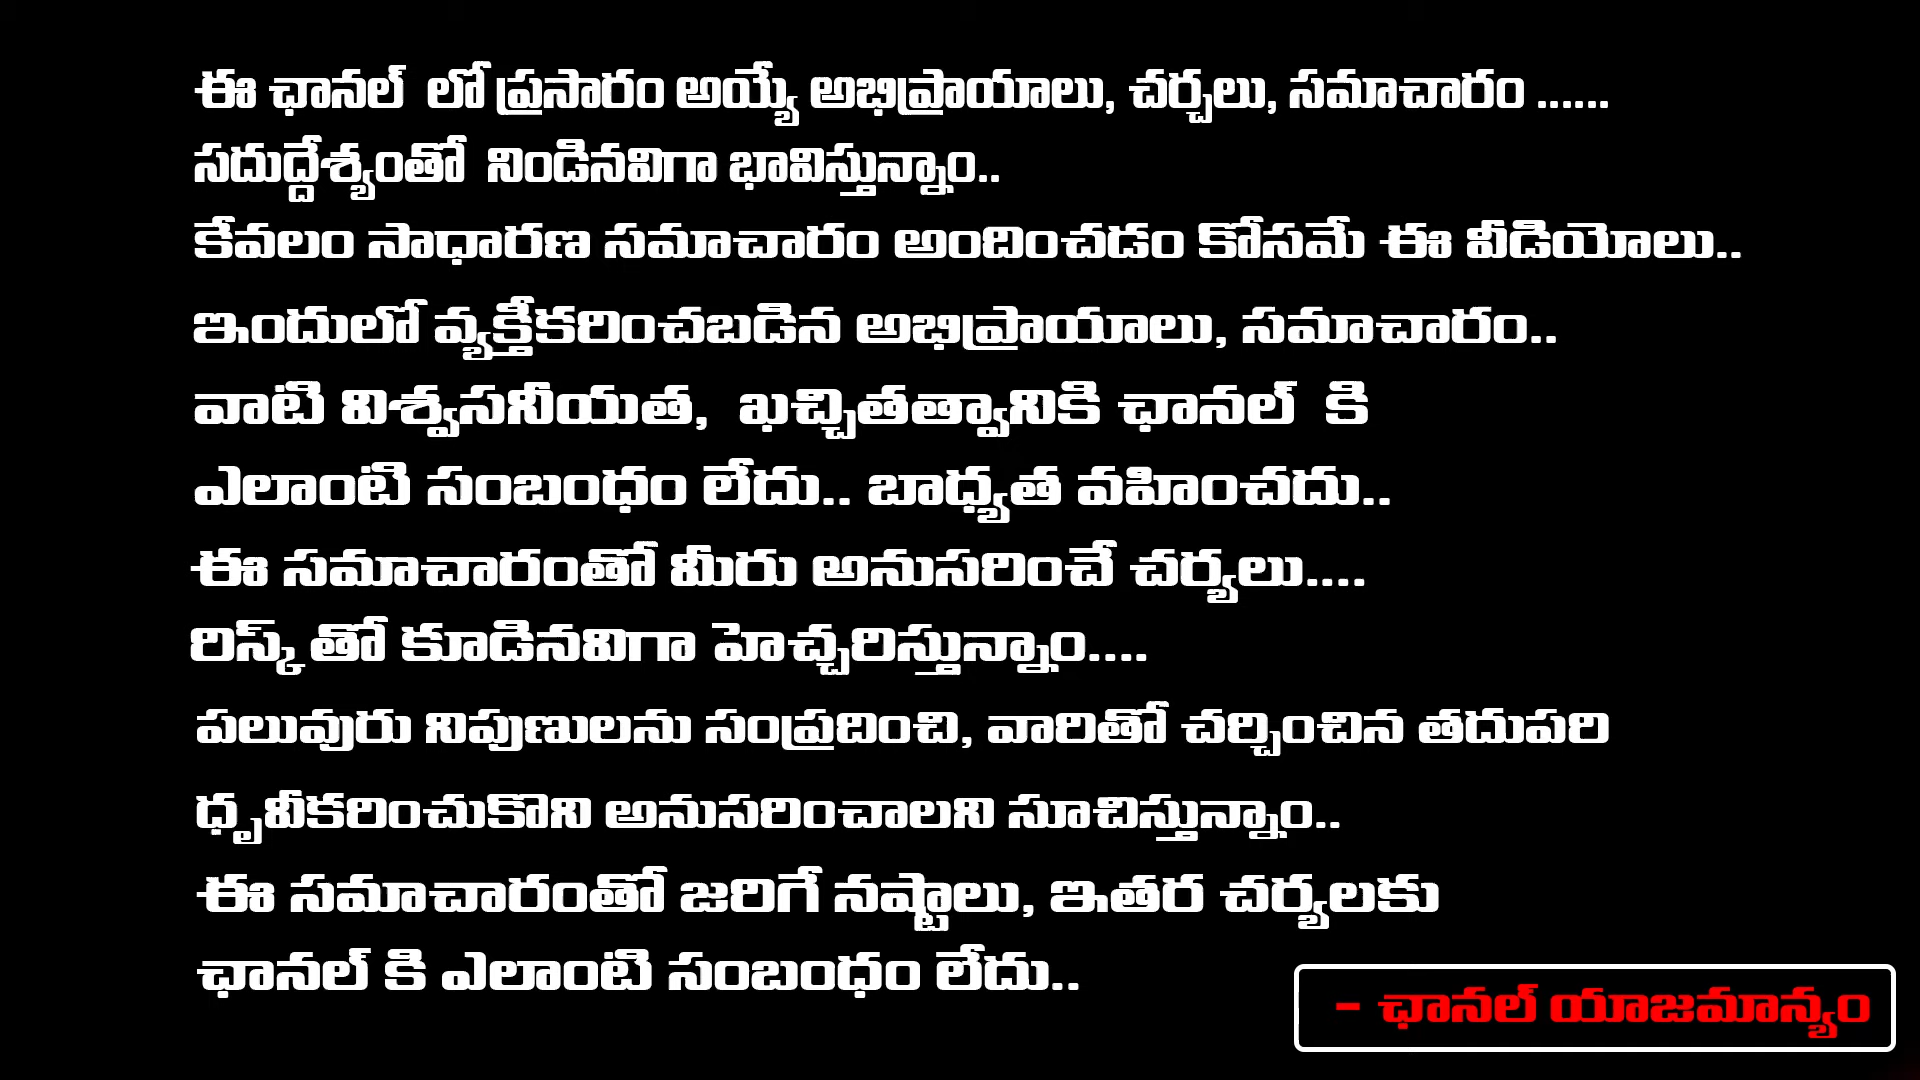 ఈ ఛానల్ లో ప్రసారం అయ్యే అభిప్రాయాలు, చర్చలు, సమాచారం ......
సదుద్దేశ్యంతో నిండినవిగా భావిస్తున్నాం..
కేవలం సాధారణ సమాచారం అందించడం కోసమే ఈ వీడియోలు..
ఇందులో వ్యక్తీకరించబడిన అభిప్రాయాలు, సమాచారం..
వాటి విశ్వసనీయత, ఖచ్చితత్వానికి ఛానల్ కి
ఎలాంటి సంబంధం లేదు.. బాధ్యత వహించదు..
ఈ సమాచారంతో మీరు అనుసరించే చర్యలు....
రిస్క్ తో కూడినవిగా హెచ్చరిస్తున్నాం....
పలువురు నిపుణులను సంప్రదించి, వారితో చర్చించిన తదుపరి
ధృవీకరించుకొని అనుసరించాలని సూచిస్తున్నాం..
ఈ సమాచారంతో జరిగే నష్టాలు, ఇతర చర్యలకు
ఛానల్ కి ఎలాంటి సంబంధం లేదు..
- ఛానల్ యాజమాన్యం